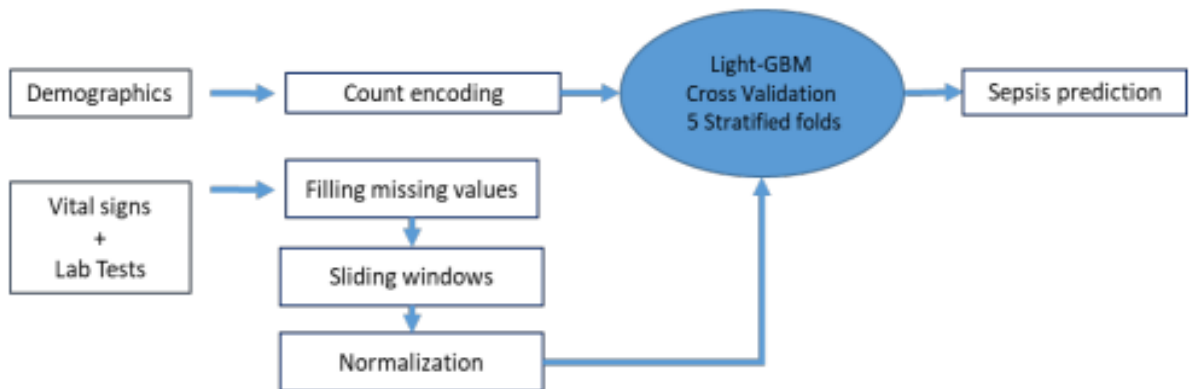 Demographics
Count encoding
Light-GBM
Cross Validation
5 Stratified folds
Sepsis prediction
Vital signs
+
Lab Tests
Filling missing values
Sliding windows
Normalization